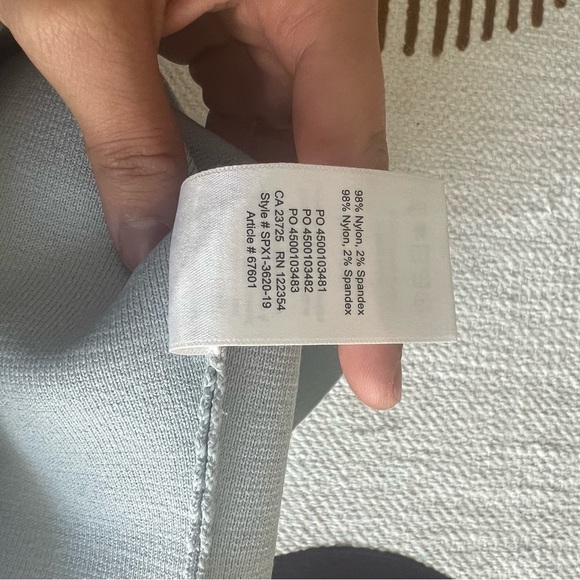 98% Nylon, 2% Spandex
98% Nylon, 2% Spandex
PO 4500103481
PO 4500103482
PO 4500103483
CA 23725 RN 122354
Style # SPX1-3620-19
Article # 67601